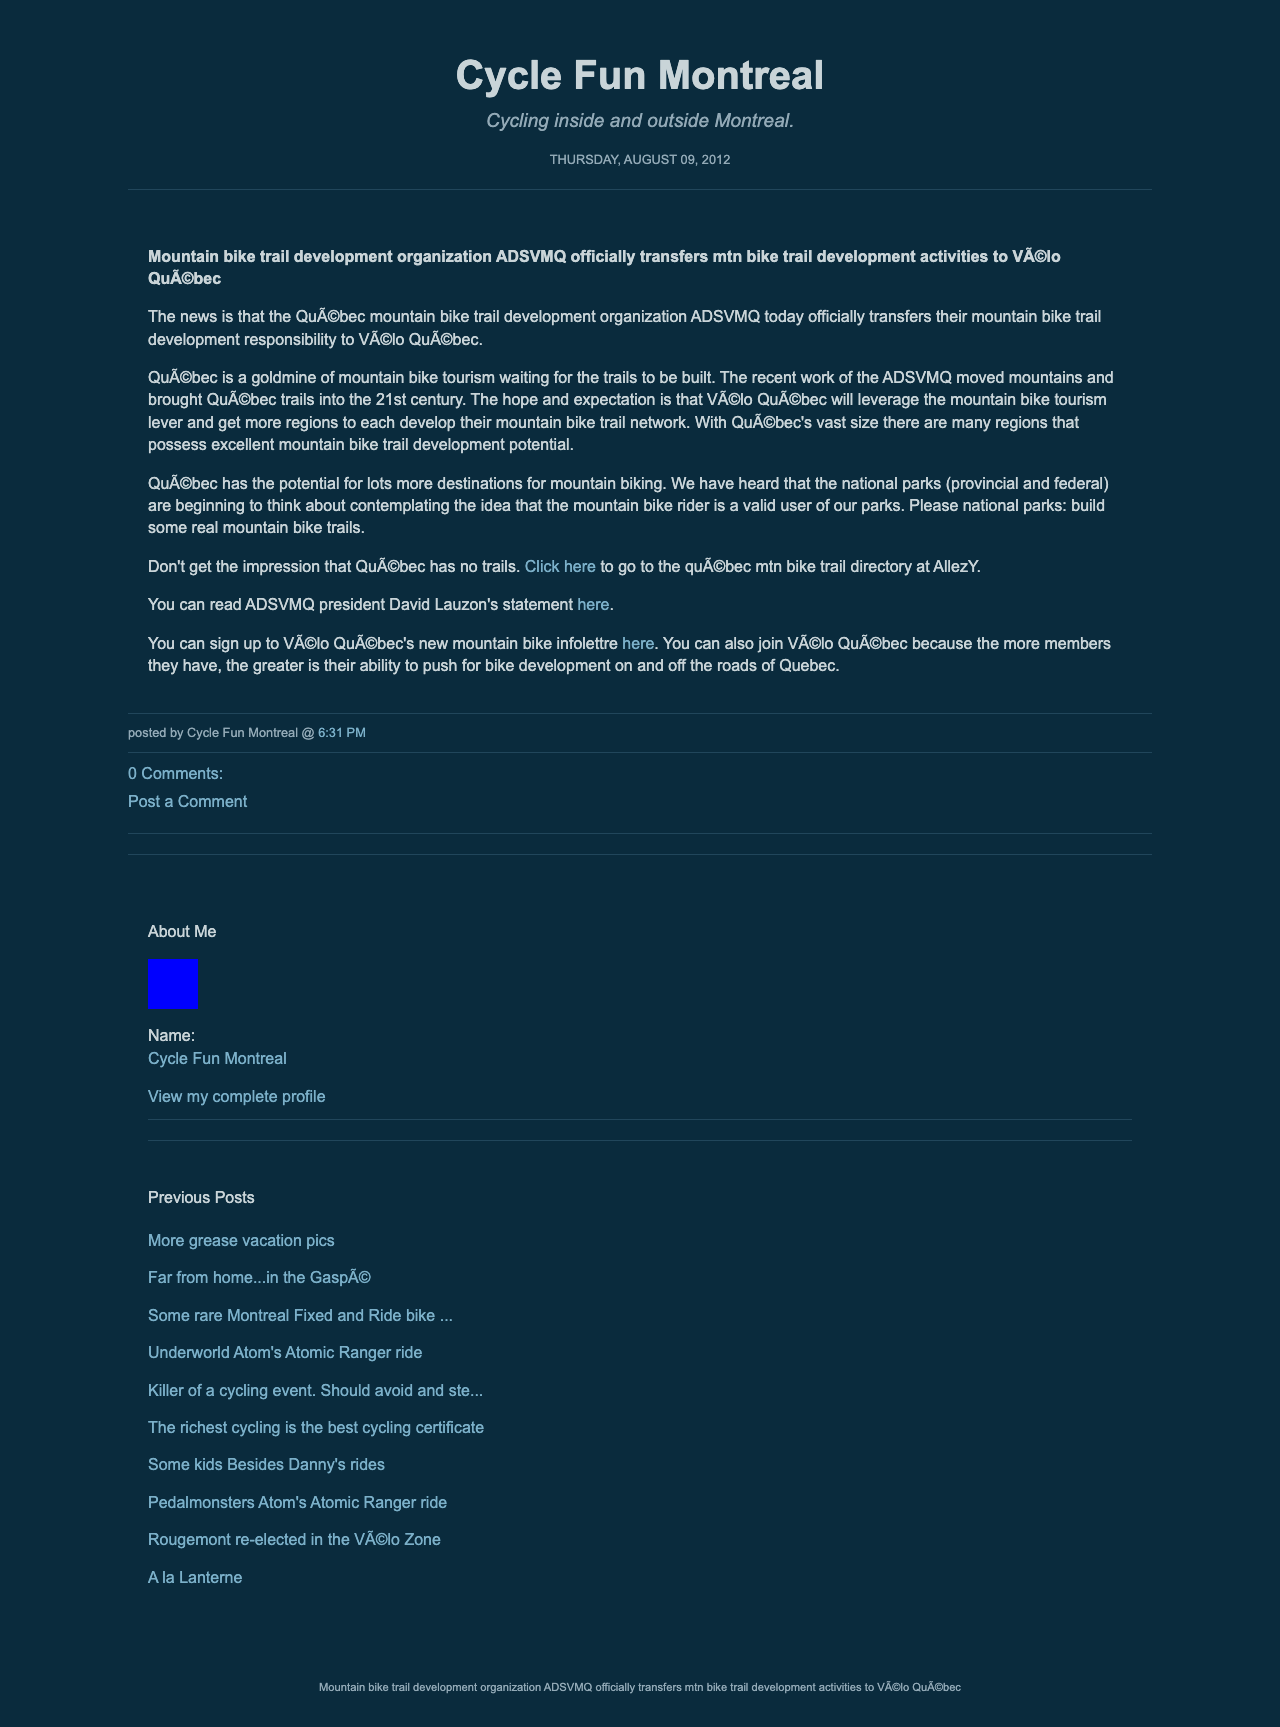 Cycle Fun Montreal
Cycling inside and outside Montreal.
THURSDAY, AUGUST 09, 2012
Mountain bike trail development organization ADSVMQ officially transfers mtn bike trail development activities to VÃ©lo
QuÃ©bec
The news is that the QuÃ©bec mountain bike trail development organization ADSVMQ today officially transfers their mountain bike trail
development responsibility to VÃ©lo QuÃ©bec.
QuÃ©bec is a goldmine of mountain bike tourism waiting for the trails to be built. The recent work of the ADSVMQ moved mountains and
brought QuÃ©bec trails into the 21st century. The hope and expectation is that VÃ©lo QuÃ©bec will leverage the mountain bike tourism
lever and get more regions to each develop their mountain bike trail network. With QuÃ©bec's vast size there are many regions that
possess excellent mountain bike trail development potential.
QuÃ©bec has the potential for lots more destinations for mountain biking. We have heard that the national parks (provincial and federal)
are beginning to think about contemplating the idea that the mountain bike rider is a valid user of our parks. Please national parks: build
some real mountain bike trails.
Don't get the impression that QuÃ©bec has no trails. Click here to go to the quÃ©bec mtn bike trail directory at AllezY.
You can read ADSVMQ president David Lauzon's statement here.
You can sign up to VÃ©lo QuÃ©bec's new mountain bike infolettre here. You can also join VÃ©lo QuÃ©bec because the more members
they have, the greater is their ability to push for bike development on and off the roads of Quebec.
posted by Cycle Fun Montreal @ 6:31 PM
0 Comments:
Post a Comment
About Me
Name:
Cycle Fun Montreal
View my complete profile
Previous Posts
More grease vacation pics
Far from home...in the GaspÃ©
Some rare Montreal Fixed and Ride bike ...
Underworld Atom's Atomic Ranger ride
Killer of a cycling event. Should avoid and ste...
The richest cycling is the best cycling certificate
Some kids Besides Danny's rides
Pedalmonsters Atom's Atomic Ranger ride
Rougemont re-elected in the VÃ©lo Zone
A la Lanterne
Mountain bike trail development organization ADSVMQ officially transfers mtn bike trail development activities to VÃ©lo QuÃ©bec